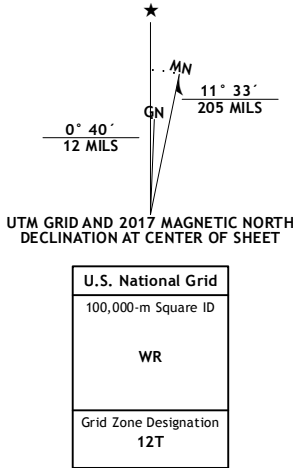 ★
MN
GN
11° 33´
205 MILS
0° 40´
12 MILS
UTM GRID AND 2017 MAGNETIC NORTH
DECLINATION AT CENTER OF SHEET
U.S. National Grid
100,000-m Square ID
WR
Grid Zone Designation
12T